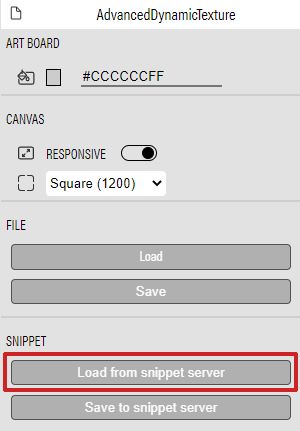 AdvancedDynamicTexture
ART BOARD
#CCCCCCFF
CANVAS
RESPONSIVE
Square (1200)
FILE
Load
Save
SNIPPET
Load from snippet server
Save to snippet server